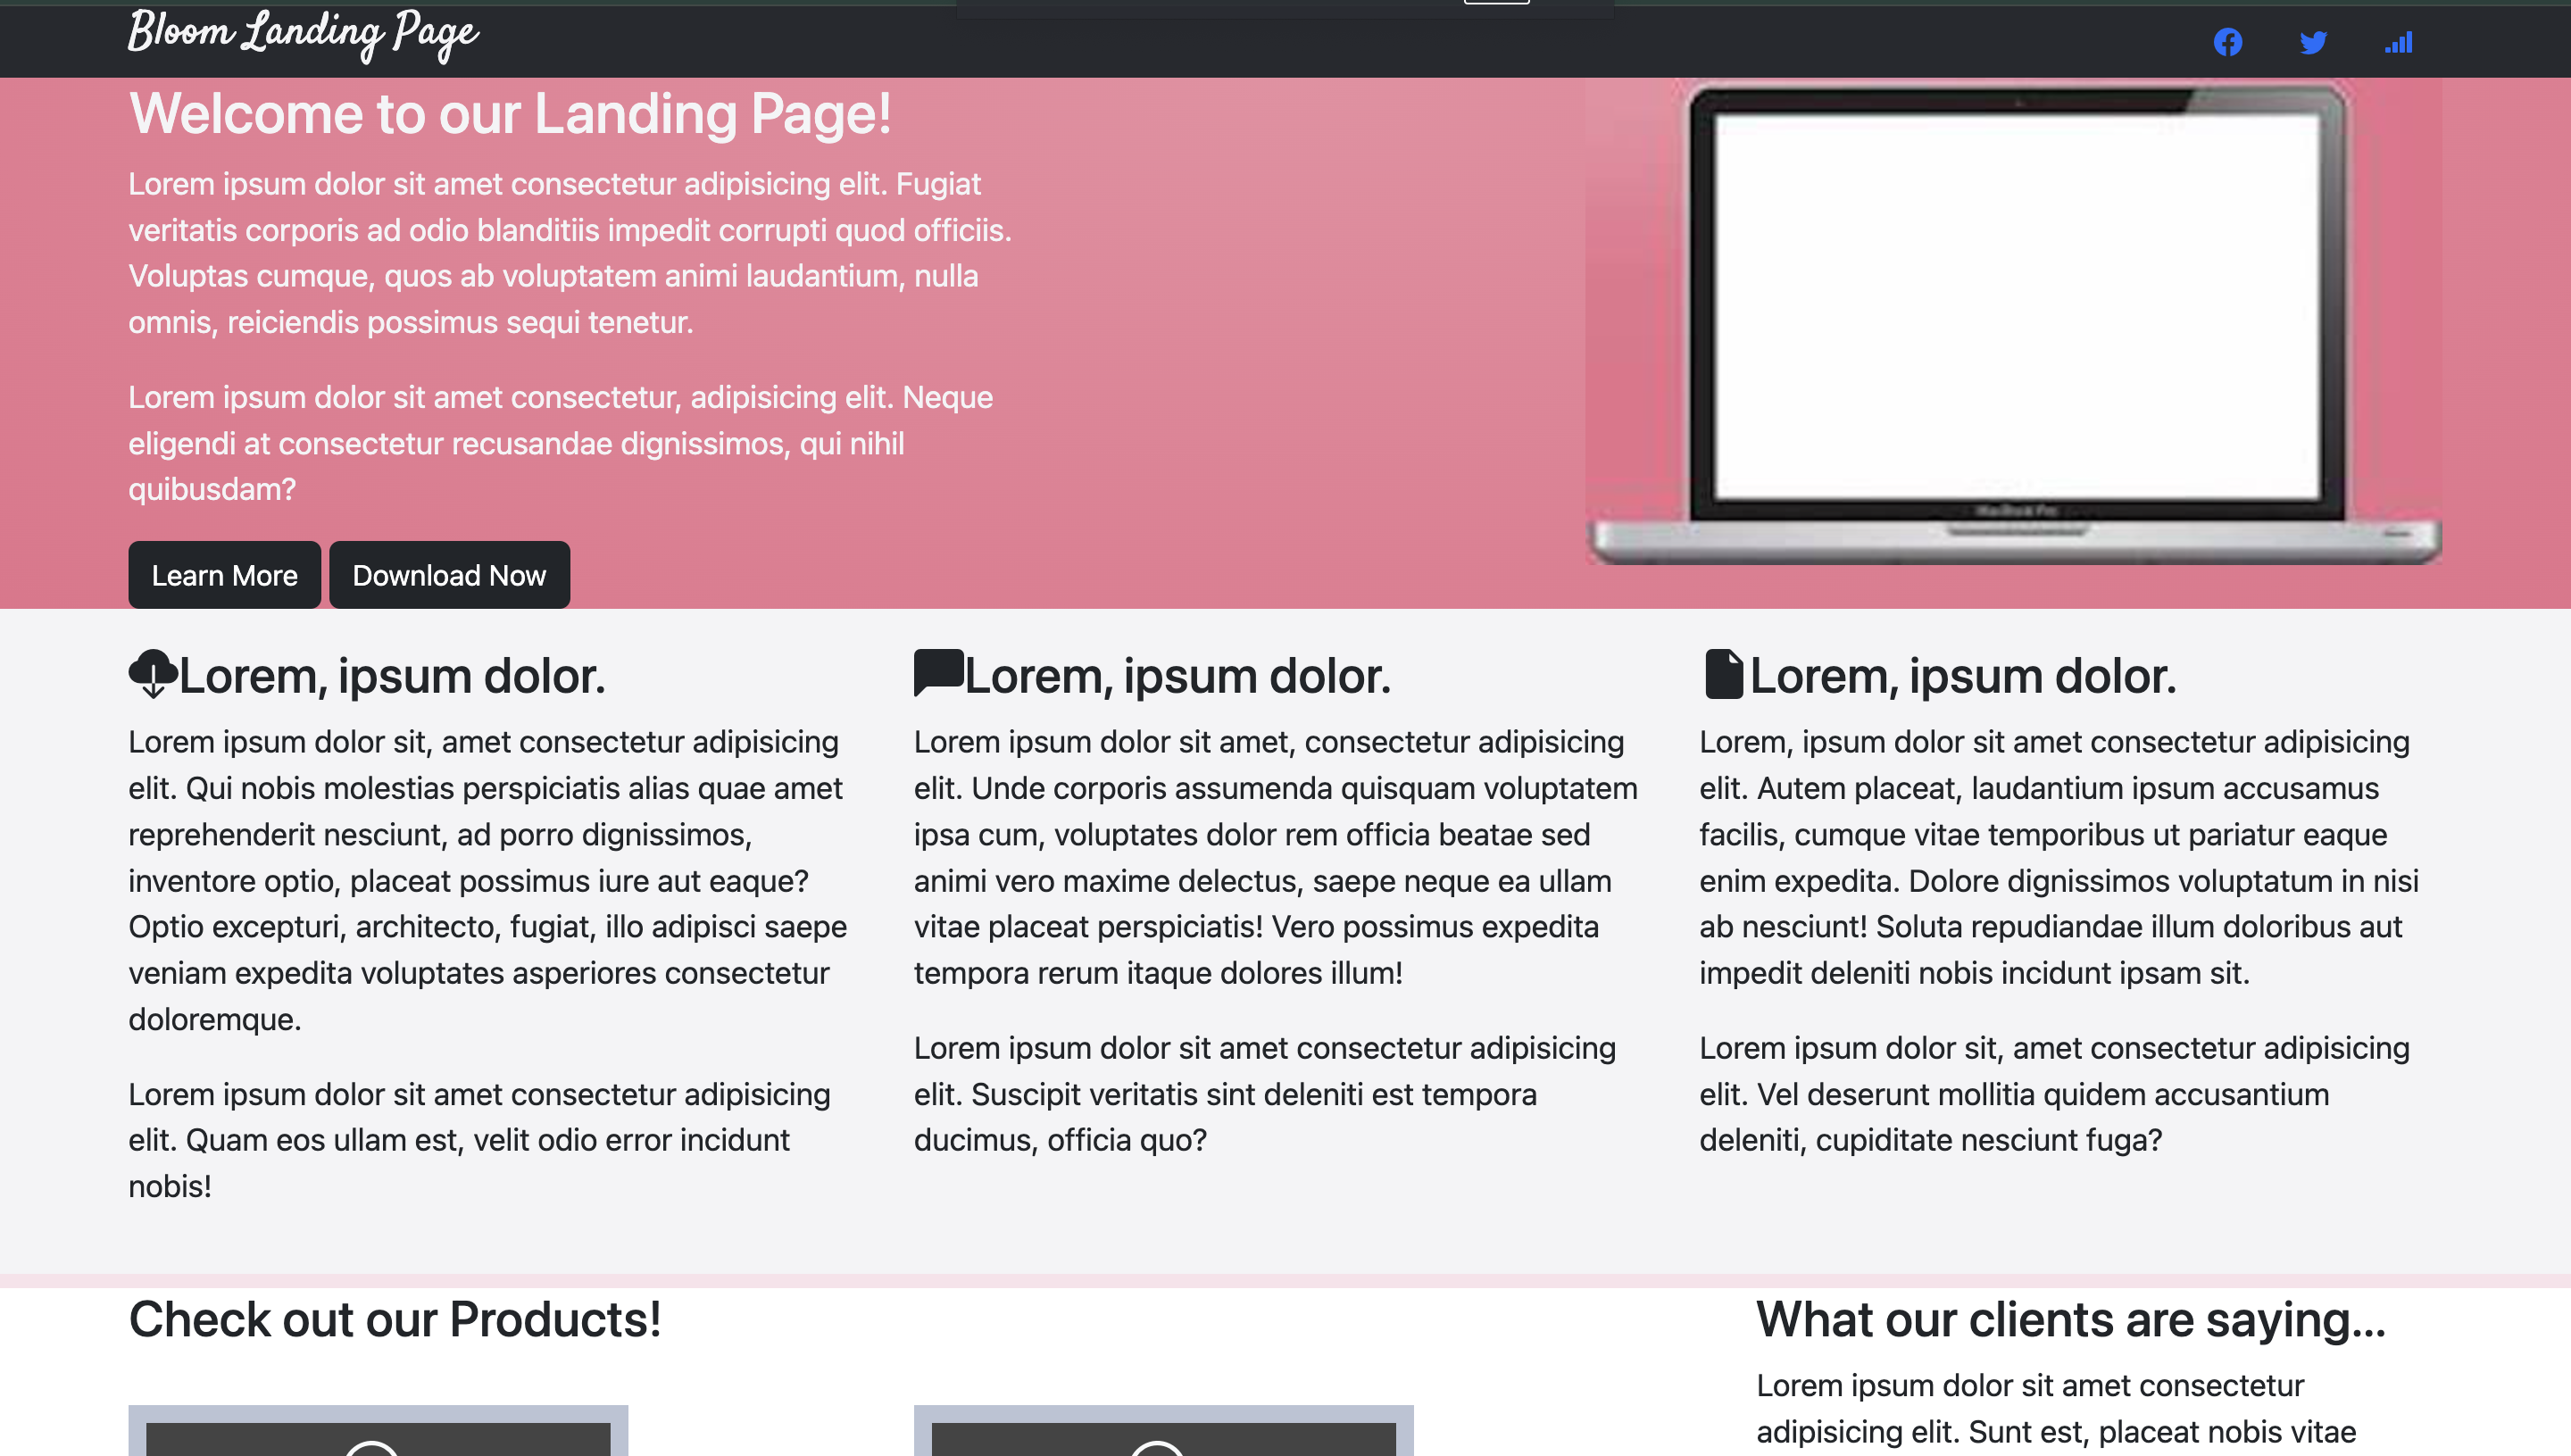 Bloom Landing Page
Welcome to our Landing Page!
Lorem ipsum dolor sit amet consectetur adipisicing elit. Fugiat
veritatis corporis ad odio blanditiis impedit corrupti quod officiis.
Voluptas cumque, quos ab voluptatem animi laudantium, nulla
omnis, reiciendis possimus sequi tenetur.
Lorem ipsum dolor sit amet consectetur, adipisicing elit. Neque
eligendi at consectetur recusandae dignissimos, qui nihil
quibusdam?
Learn More
Download Now
MacBook Pro
Lorem, ipsum dolor.
Lorem ipsum dolor sit, amet consectetur adipisicing
elit. Qui nobis molestias perspiciatis alias quae amet
reprehenderit nesciunt, ad porro dignissimos,
inventore optio, placeat possimus iure aut eaque?
Optio excepturi, architecto, fugiat, illo adipisci saepe
veniam expedita voluptates asperiores consectetur
doloremque.
Lorem ipsum dolor sit amet consectetur adipisicing
elit. Quam eos ullam est, velit odio error incidunt
nobis!
Lorem, ipsum dolor.
Lorem ipsum dolor sit amet, consectetur adipisicing
elit. Unde corporis assumenda quisquam voluptatem
ipsa cum, voluptates dolor rem officia beatae sed
animi vero maxime delectus, saepe neque ea ullam
vitae placeat perspiciatis! Vero possimus expedita
tempora rerum itaque dolores illum!
Lorem ipsum dolor sit amet consectetur adipisicing
elit. Suscipit veritatis sint deleniti est tempora
ducimus, officia quo?
Lorem, ipsum dolor.
Lorem, ipsum dolor sit amet consectetur adipisicing
elit. Autem placeat, laudantium ipsum accusamus
facilis, cumque vitae temporibus ut pariatur eaque
enim expedita. Dolore dignissimos voluptatum in nisi
ab nesciunt! Soluta repudiandae illum doloribus aut
impedit deleniti nobis incidunt ipsam sit.
Lorem ipsum dolor sit, amet consectetur adipisicing
elit. Vel deserunt mollitia quidem accusantium
deleniti, cupiditate nesciunt fuga?
Check out our Products!
What our clients are saying...
Lorem ipsum dolor sit amet consectetur
adipisicing elit. Sunt est, placeat nobis vitae